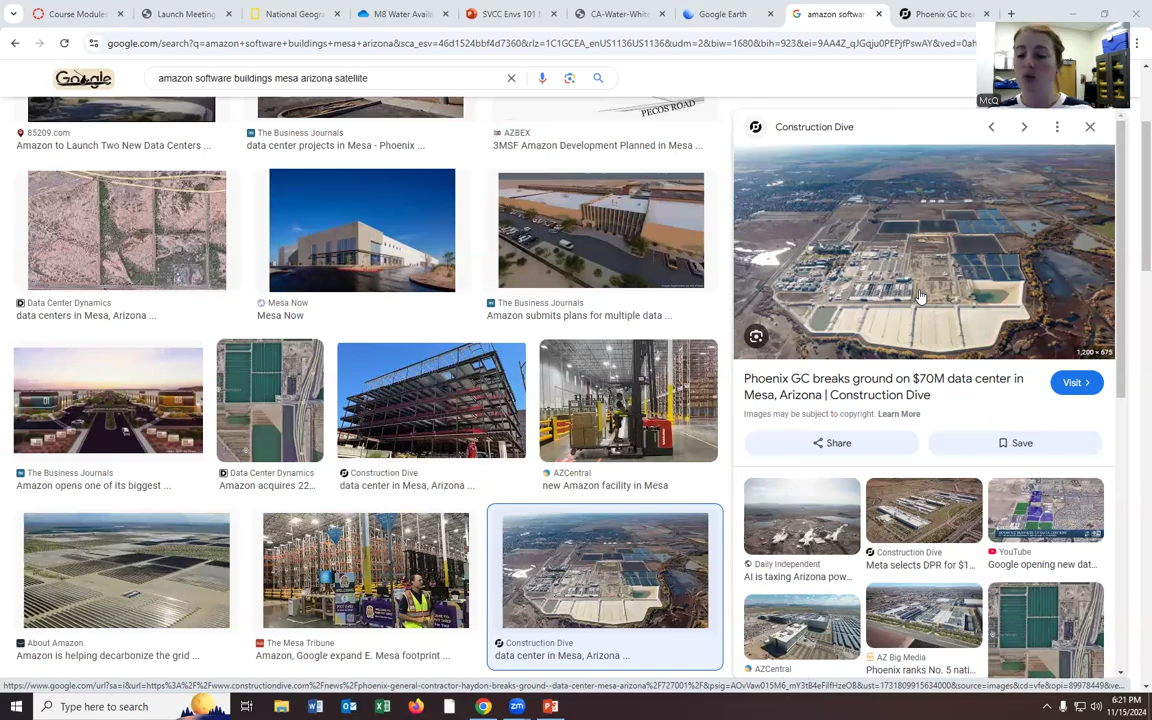 Course Modules
Launch Meeting
National Geogra
M8 Water Availa
SVCC Envs 101
CA-Water-White
Google Earth
amazon softwar
Phoenix GC bre
google.com/search?q=amazon+software+buildings+mesa+arizona&sca_esv=46d1524bbf4d7360&rlz=1C1GCEA_enUS1136US1136&udm=2&biw=1680&bih=923&ei=9AA4Z_qJGqju0PEPjfPswAY&ved=0ah
Google
amazon software buildings mesa arizona satellite
McQ
PECOS ROAD
85209.com
Amazon to Launch Two New Data Centers ...
The Business Journals
data center projects in Mesa - Phoenix ...
AZBEX
3MSF Amazon Development Planned in Mesa ...
Data Center Dynamics
data centers in Mesa, Arizona ...
Mesa Now
Mesa Now
The Business Journals
Amazon submits plans for multiple data ...
The Business Journals
Amazon opens one of its biggest ...
Data Center Dynamics
Amazon acquires 22...
Construction Dive
data center in Mesa, Arizona ...
AZCentral
new Amazon facility in Mesa
About Amazon
Amazon is helping decarbonize the grid ...
The Mesa Tribune
Amazon, Google expand E. Mesa footprint ...
Construction Dive
data center in Mesa, Arizona ...
Construction Dive
1,200 × 675
Phoenix GC breaks ground on $70M data center in
Mesa, Arizona | Construction Dive
Visit
Images may be subject to copyright. Learn More
Share
Save
Daily Independent
AI is taxing Arizona pow...
Construction Dive
Meta selects DPR for $1...
YouTube
Google opening new dat...
AZCentral
AZ Big Media
Phoenix ranks No. 5 nati...
Type here to search
6:21 PM
11/15/2024